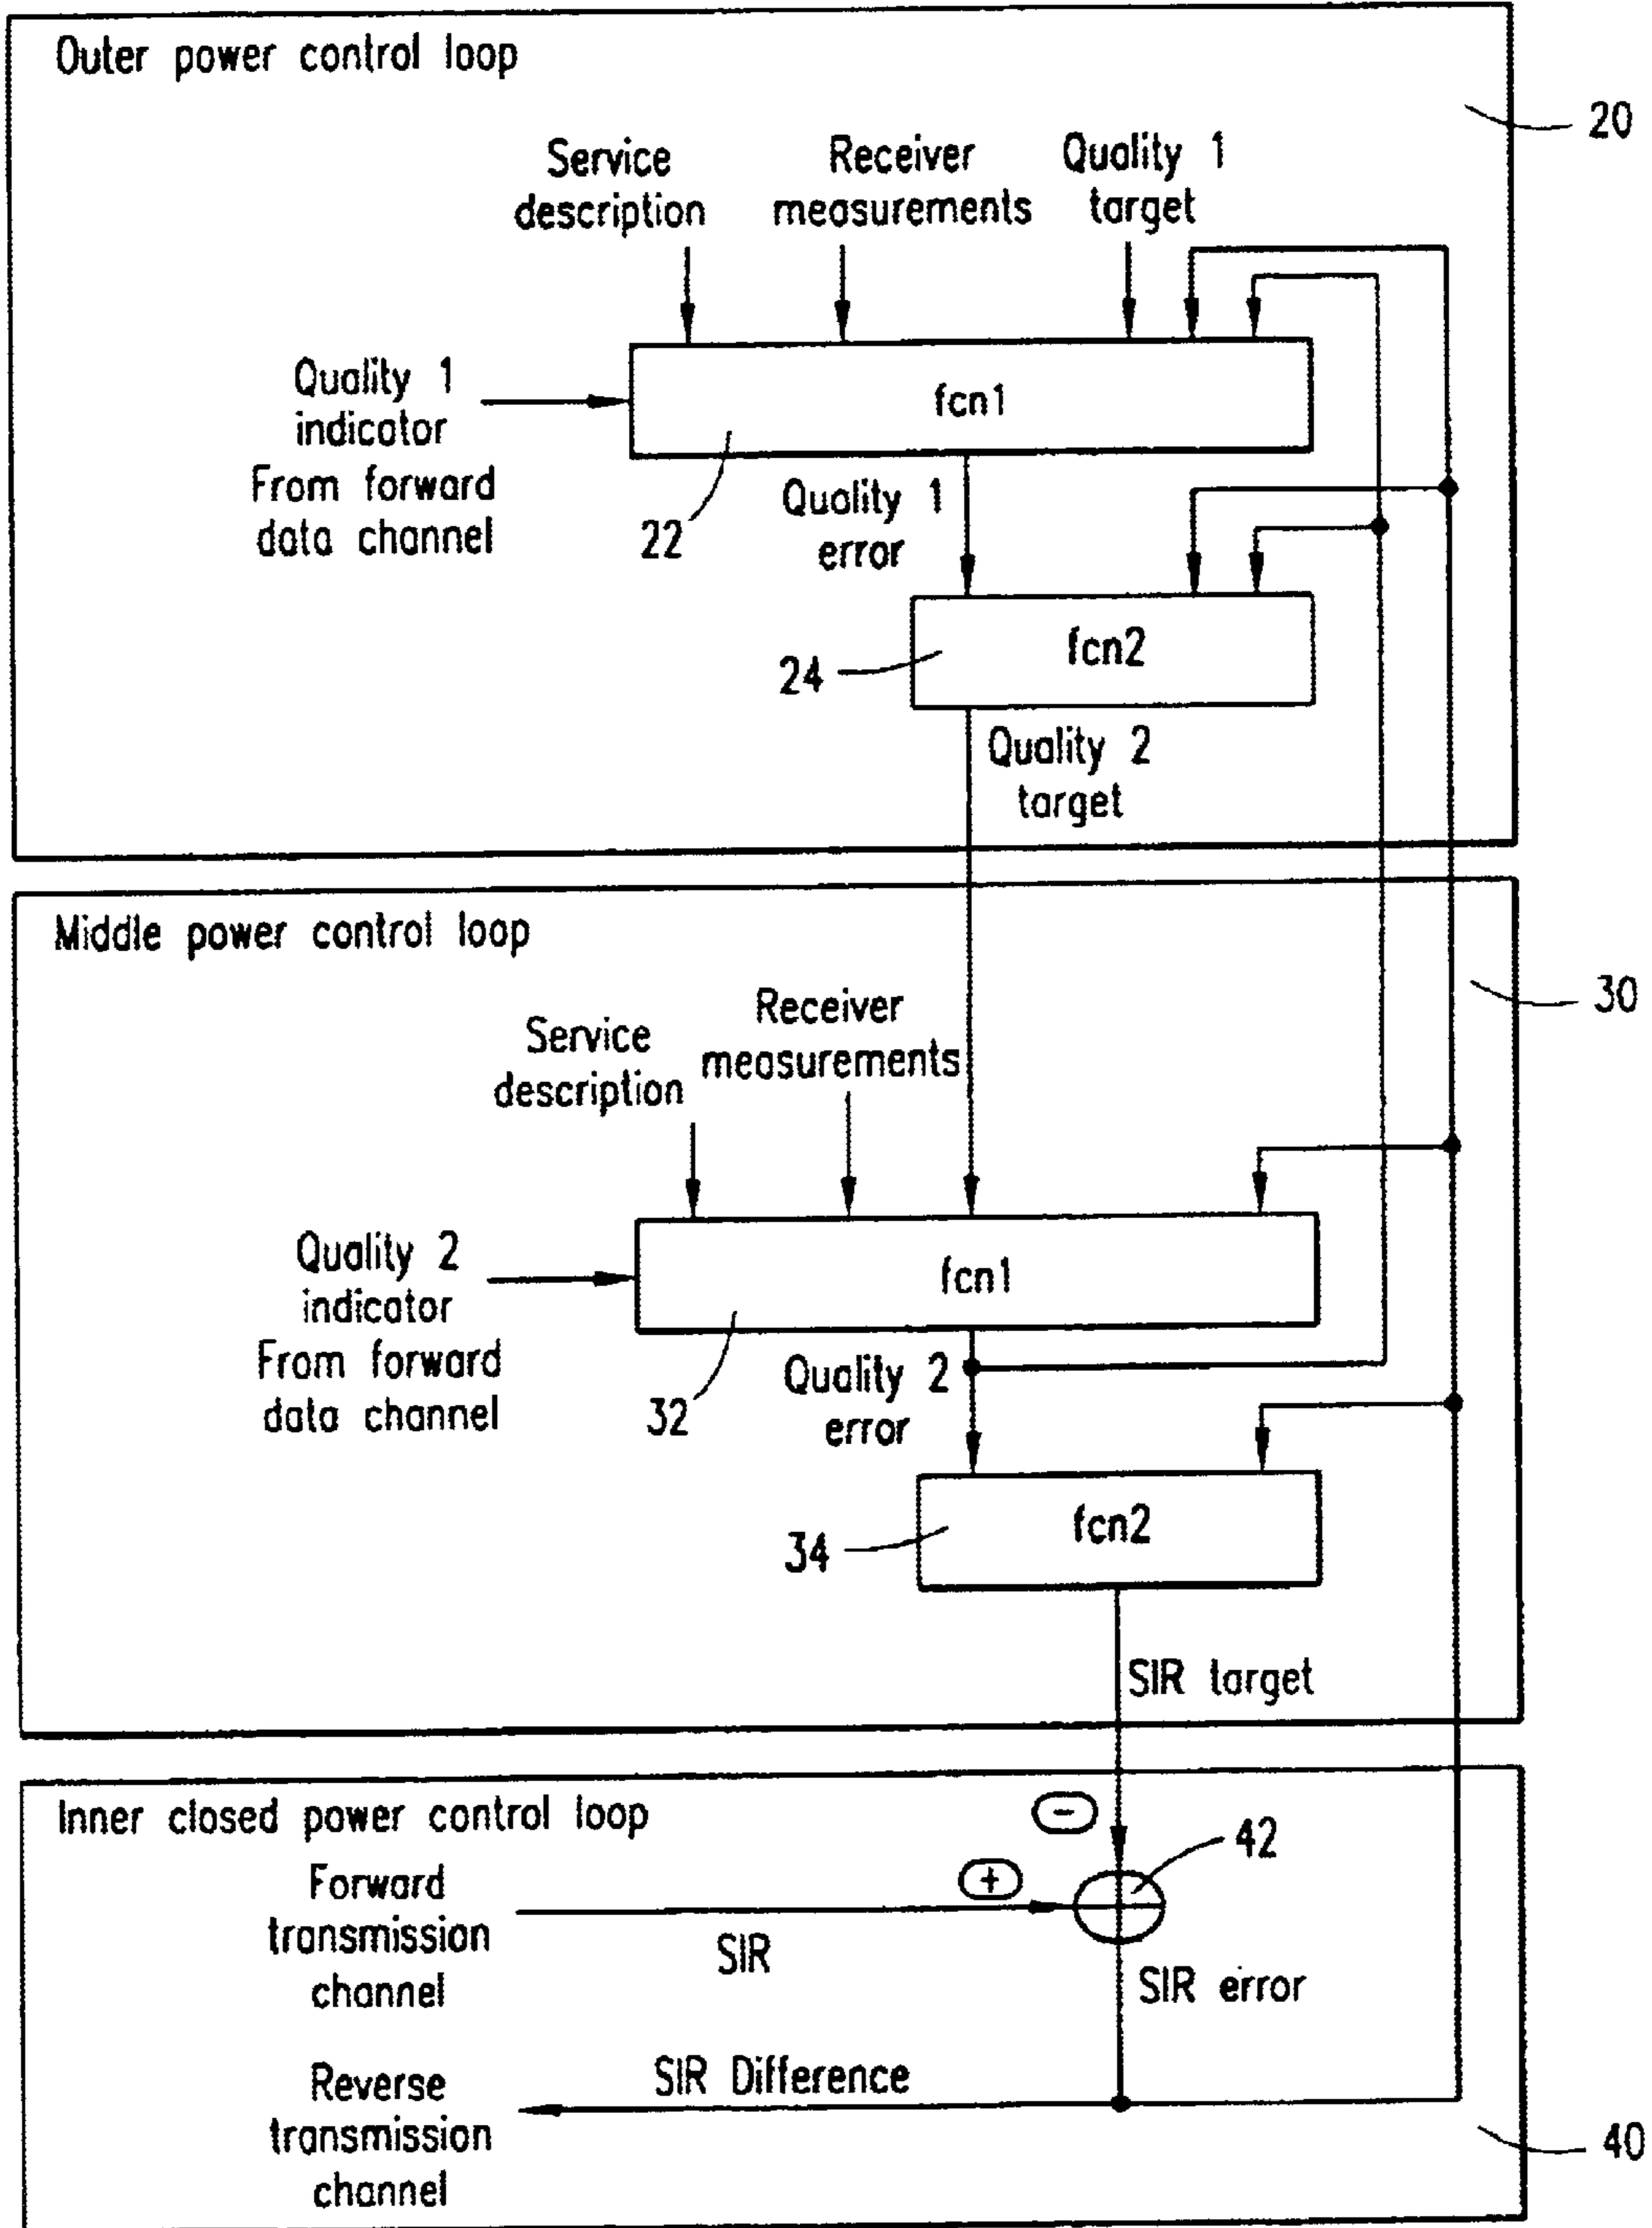 Outer power control loop
20
Service
description
Receiver
measurements
Quality 1
target
Quality 1
indicator
From forward
data channel
fcn1
22
Quality 1
error
24
fcn2
Quality 2
target
Middle power control loop
30
Service
description
Receiver
measurements
Quality 2
indicator
From forward
data channel
fcn1
32
Quality 2
error
34
fcn2
SIR target
Inner closed power control loop
-
42
+
Forward
transmission
channel
SIR
SIR error
SIR Difference
Reverse
transmission
channel
40